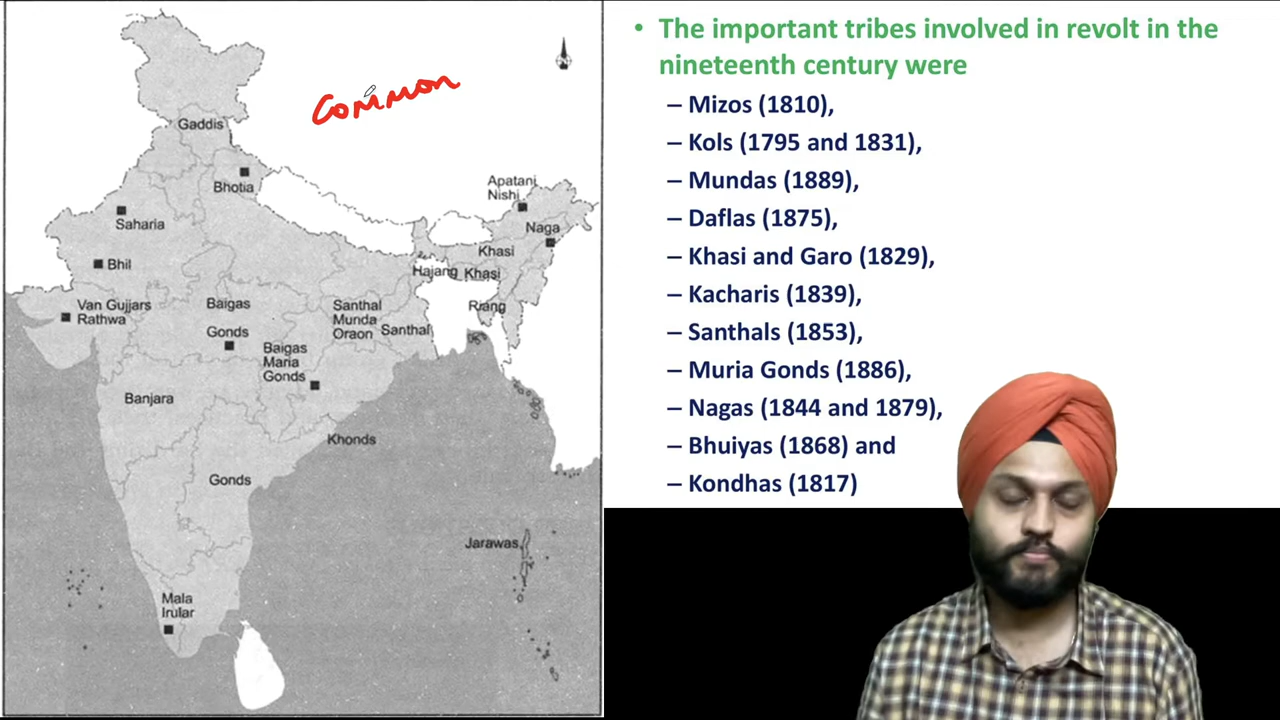 common
Gaddis
Bhotia
Apatani
Nishi
Saharia
Naga
Khasi
Bhil
Hajang Khasi
Van Gujjars
Rathwa
Baigas
Santhal
Munda
Oraon
Santhal
Riang
Gonds
Baigas
Maria
Gonds
Banjara
Khonds
Gonds
Jarawas
Mala
Irular
• The important tribes involved in revolt in the
nineteenth century were
– Mizos (1810),
– Kols (1795 and 1831),
– Mundas (1889),
– Daflas (1875),
– Khasi and Garo (1829),
– Kacharis (1839),
– Santhals (1853),
– Muria Gonds (1886),
– Nagas (1844 and 1879),
– Bhuiyas (1868) and
– Kondhas (1817)